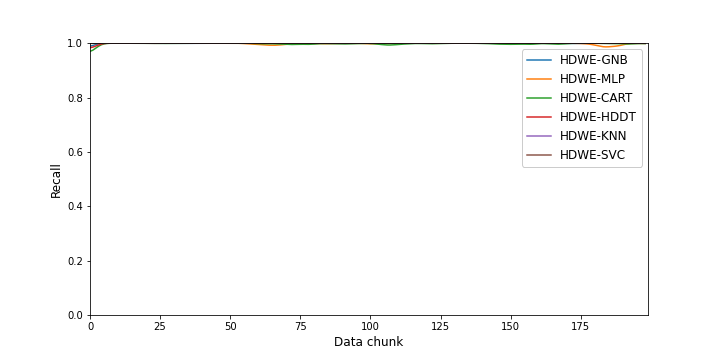 1.0
0.8
0.6
0.4
0.2
0.0
Recall
0 25 50 75 100 125 150 175
Data chunk
HDWE-GNB
HDWE-MLP
HDWE-CART
HDWE-HDDT
HDWE-KNN
HDWE-SVC